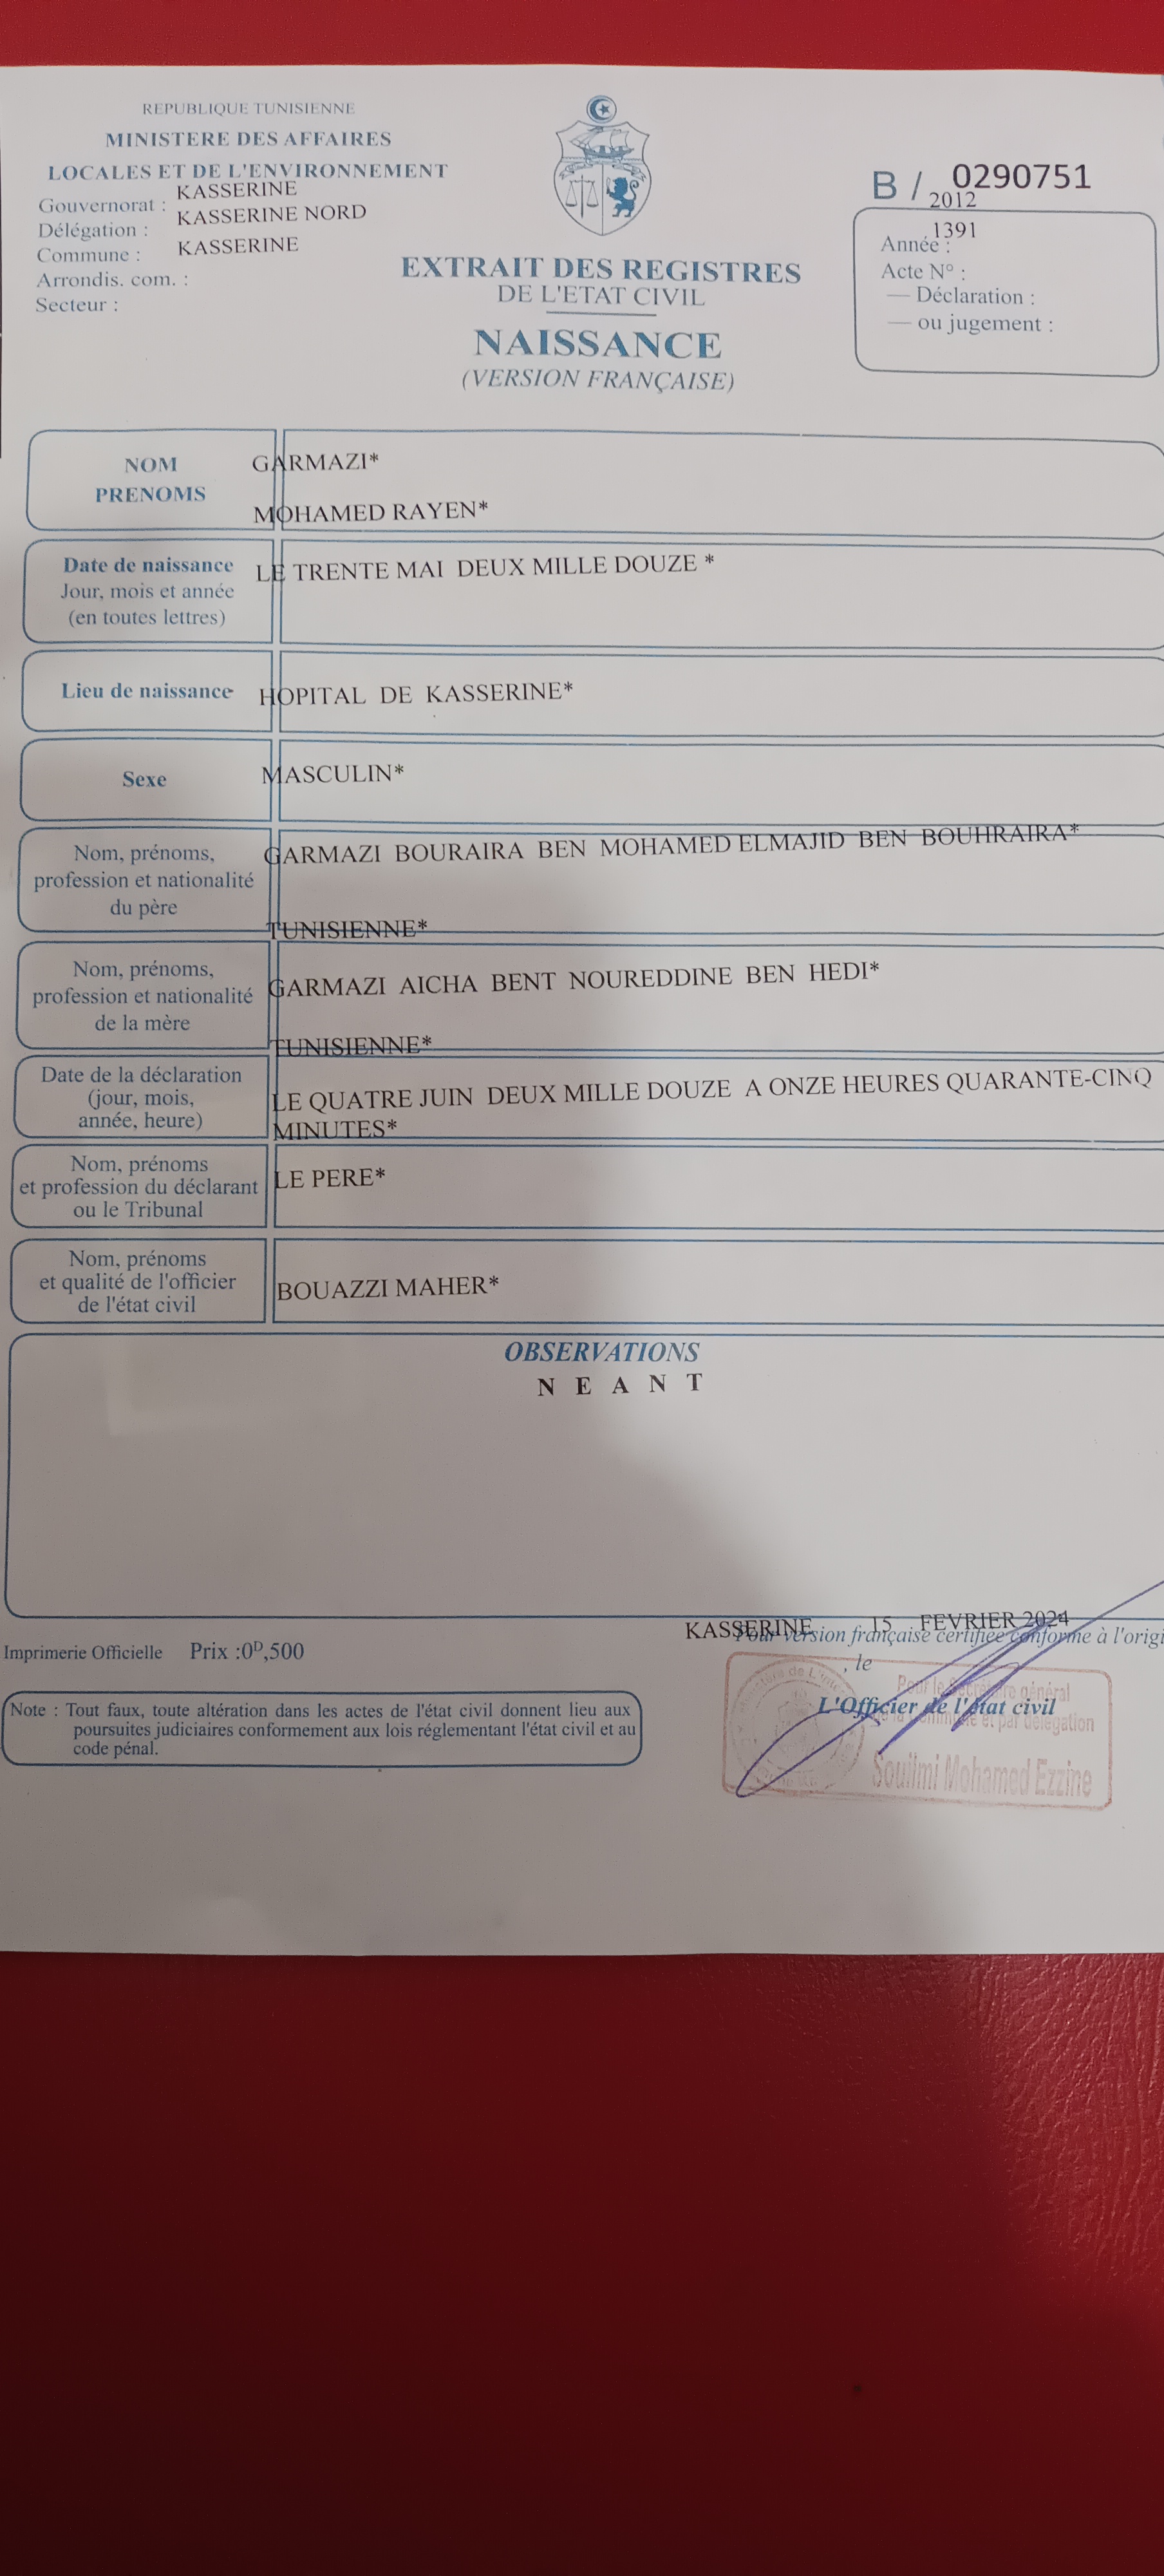 REPUBLIQUE TUNISIENNE
MINISTERE DES AFFAIRES
LOCALES ET DE L'ENVIRONNEMENT
Gouvernorat : KASSERINE
Délégation : KASSERINE NORD
Commune : KASSERINE
Arrondis. com. :
Secteur :
EXTRAIT DES REGISTRES
DE L'ETAT CIVIL
NAISSANCE
(VERSION FRANÇAISE)
B / 0290751
2012
1391
Année :
Acte N° :
— Déclaration :
— ou jugement :
NOM GARMAZI*
PRENOMS MOHAMED RAYEN*
Date de naissance LE TRENTE MAI DEUX MILLE DOUZE *
Jour, mois et année
(en toutes lettres)
Lieu de naissance HOPITAL DE KASSERINE*
Sexe MASCULIN*
Nom, prénoms, GARMAZI BOURAIRA BEN MOHAMED ELMAJID BEN BOUHRAIRA*
profession et nationalité
du père TUNISIENNE*
Nom, prénoms, GARMAZI AICHA BENT NOUREDDINE BEN HEDI*
profession et nationalité
de la mère TUNISIENNE*
Date de la déclaration
(jour, mois, LE QUATRE JUIN DEUX MILLE DOUZE A ONZE HEURES QUARANTE-CINQ
année, heure) MINUTES*
Nom, prénoms LE PERE*
et profession du déclarant
ou le Tribunal
Nom, prénoms
et qualité de l'officier BOUAZZI MAHER*
de l'état civil
OBSERVATIONS
N E A N T
KASSERINE 15 FEVRIER 2024
Pour version française certifiée conforme à l'origi
, le
Imprimerie Officielle Prix :0D,500
Pour le Secrétaire général
L'Officier de l'état civil
et par délégation
Souilmi Mohamed Ezzine
Note : Tout faux, toute altération dans les actes de l'état civil donnent lieu aux
poursuites judiciaires conformement aux lois réglementant l'état civil et au
code pénal.